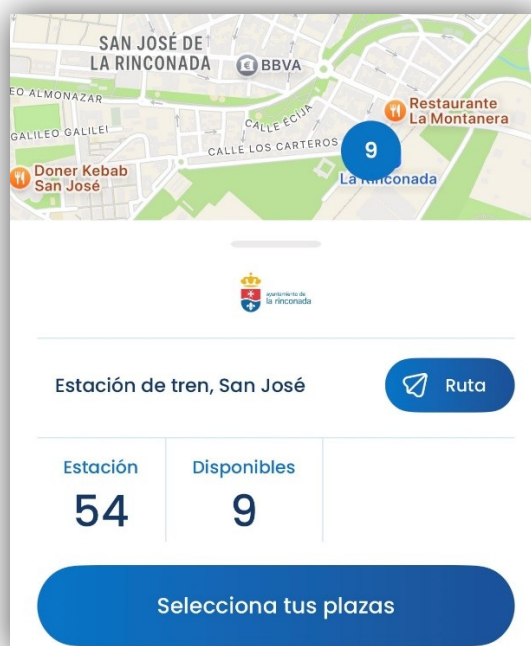 SAN JOSÉ DE
LA RINCONADA
BBVA
EO ALMONAZAR
GALILEO GALILEI
CALLE ÉCIJA
CALLE LOS CARTEROS
Restaurante
La Montanera
9
La Rinconada
Doner Kebab
San José
ayuntamiento de
la rinconada
Estación de tren, San José
Ruta
Estación
Disponibles
54
9
Selecciona tus plazas